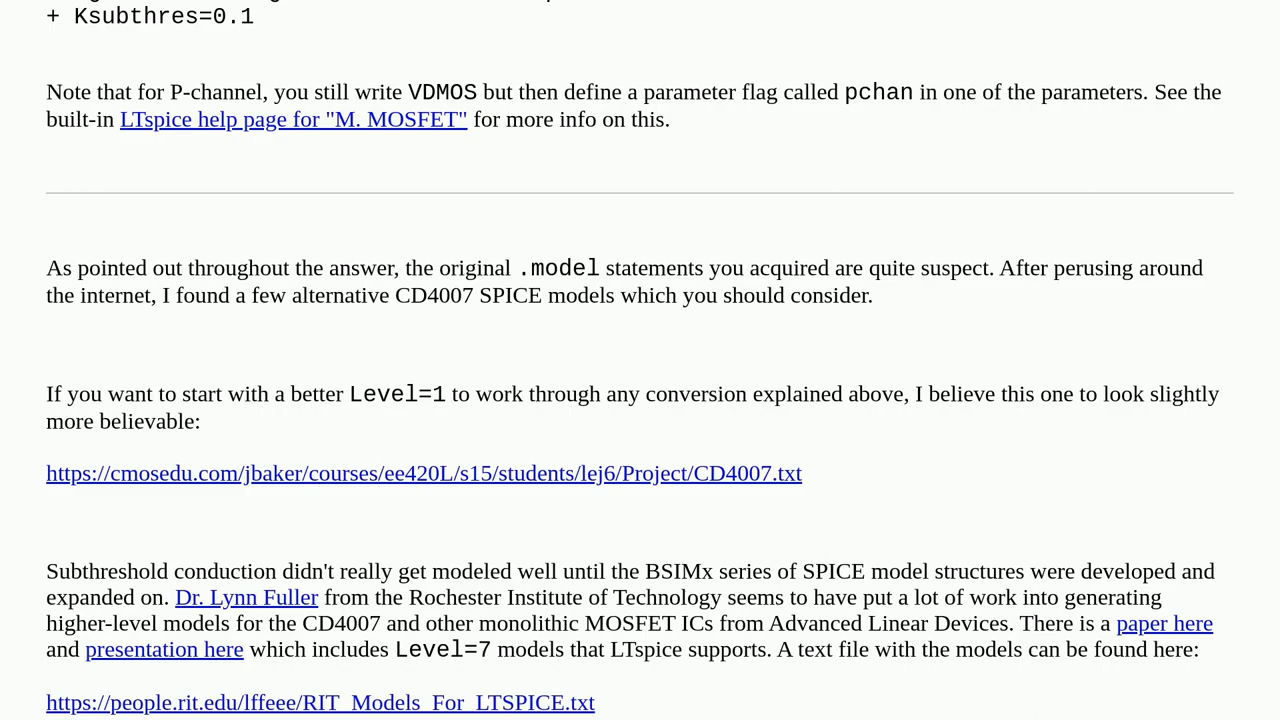 + Ksubthres=0.1
Note that for P-channel, you still write VDMOS but then define a parameter flag called pchan in one of the parameters. See the
built-in LTspice help page for "M. MOSFET" for more info on this.
As pointed out throughout the answer, the original .model statements you acquired are quite suspect. After perusing around
the internet, I found a few alternative CD4007 SPICE models which you should consider.
If you want to start with a better Level=1 to work through any conversion explained above, I believe this one to look slightly
more believable:
https://cmosedu.com/jbaker/courses/ee420L/s15/students/lej6/Project/CD4007.txt
Subthreshold conduction didn't really get modeled well until the BSIMx series of SPICE model structures were developed and
expanded on. Dr. Lynn Fuller from the Rochester Institute of Technology seems to have put a lot of work into generating
higher-level models for the CD4007 and other monolithic MOSFET ICs from Advanced Linear Devices. There is a paper here
and presentation here which includes Level=7 models that LTspice supports. A text file with the models can be found here:
https://people.rit.edu/lffeee/RIT_Models_For_LTSPICE.txt